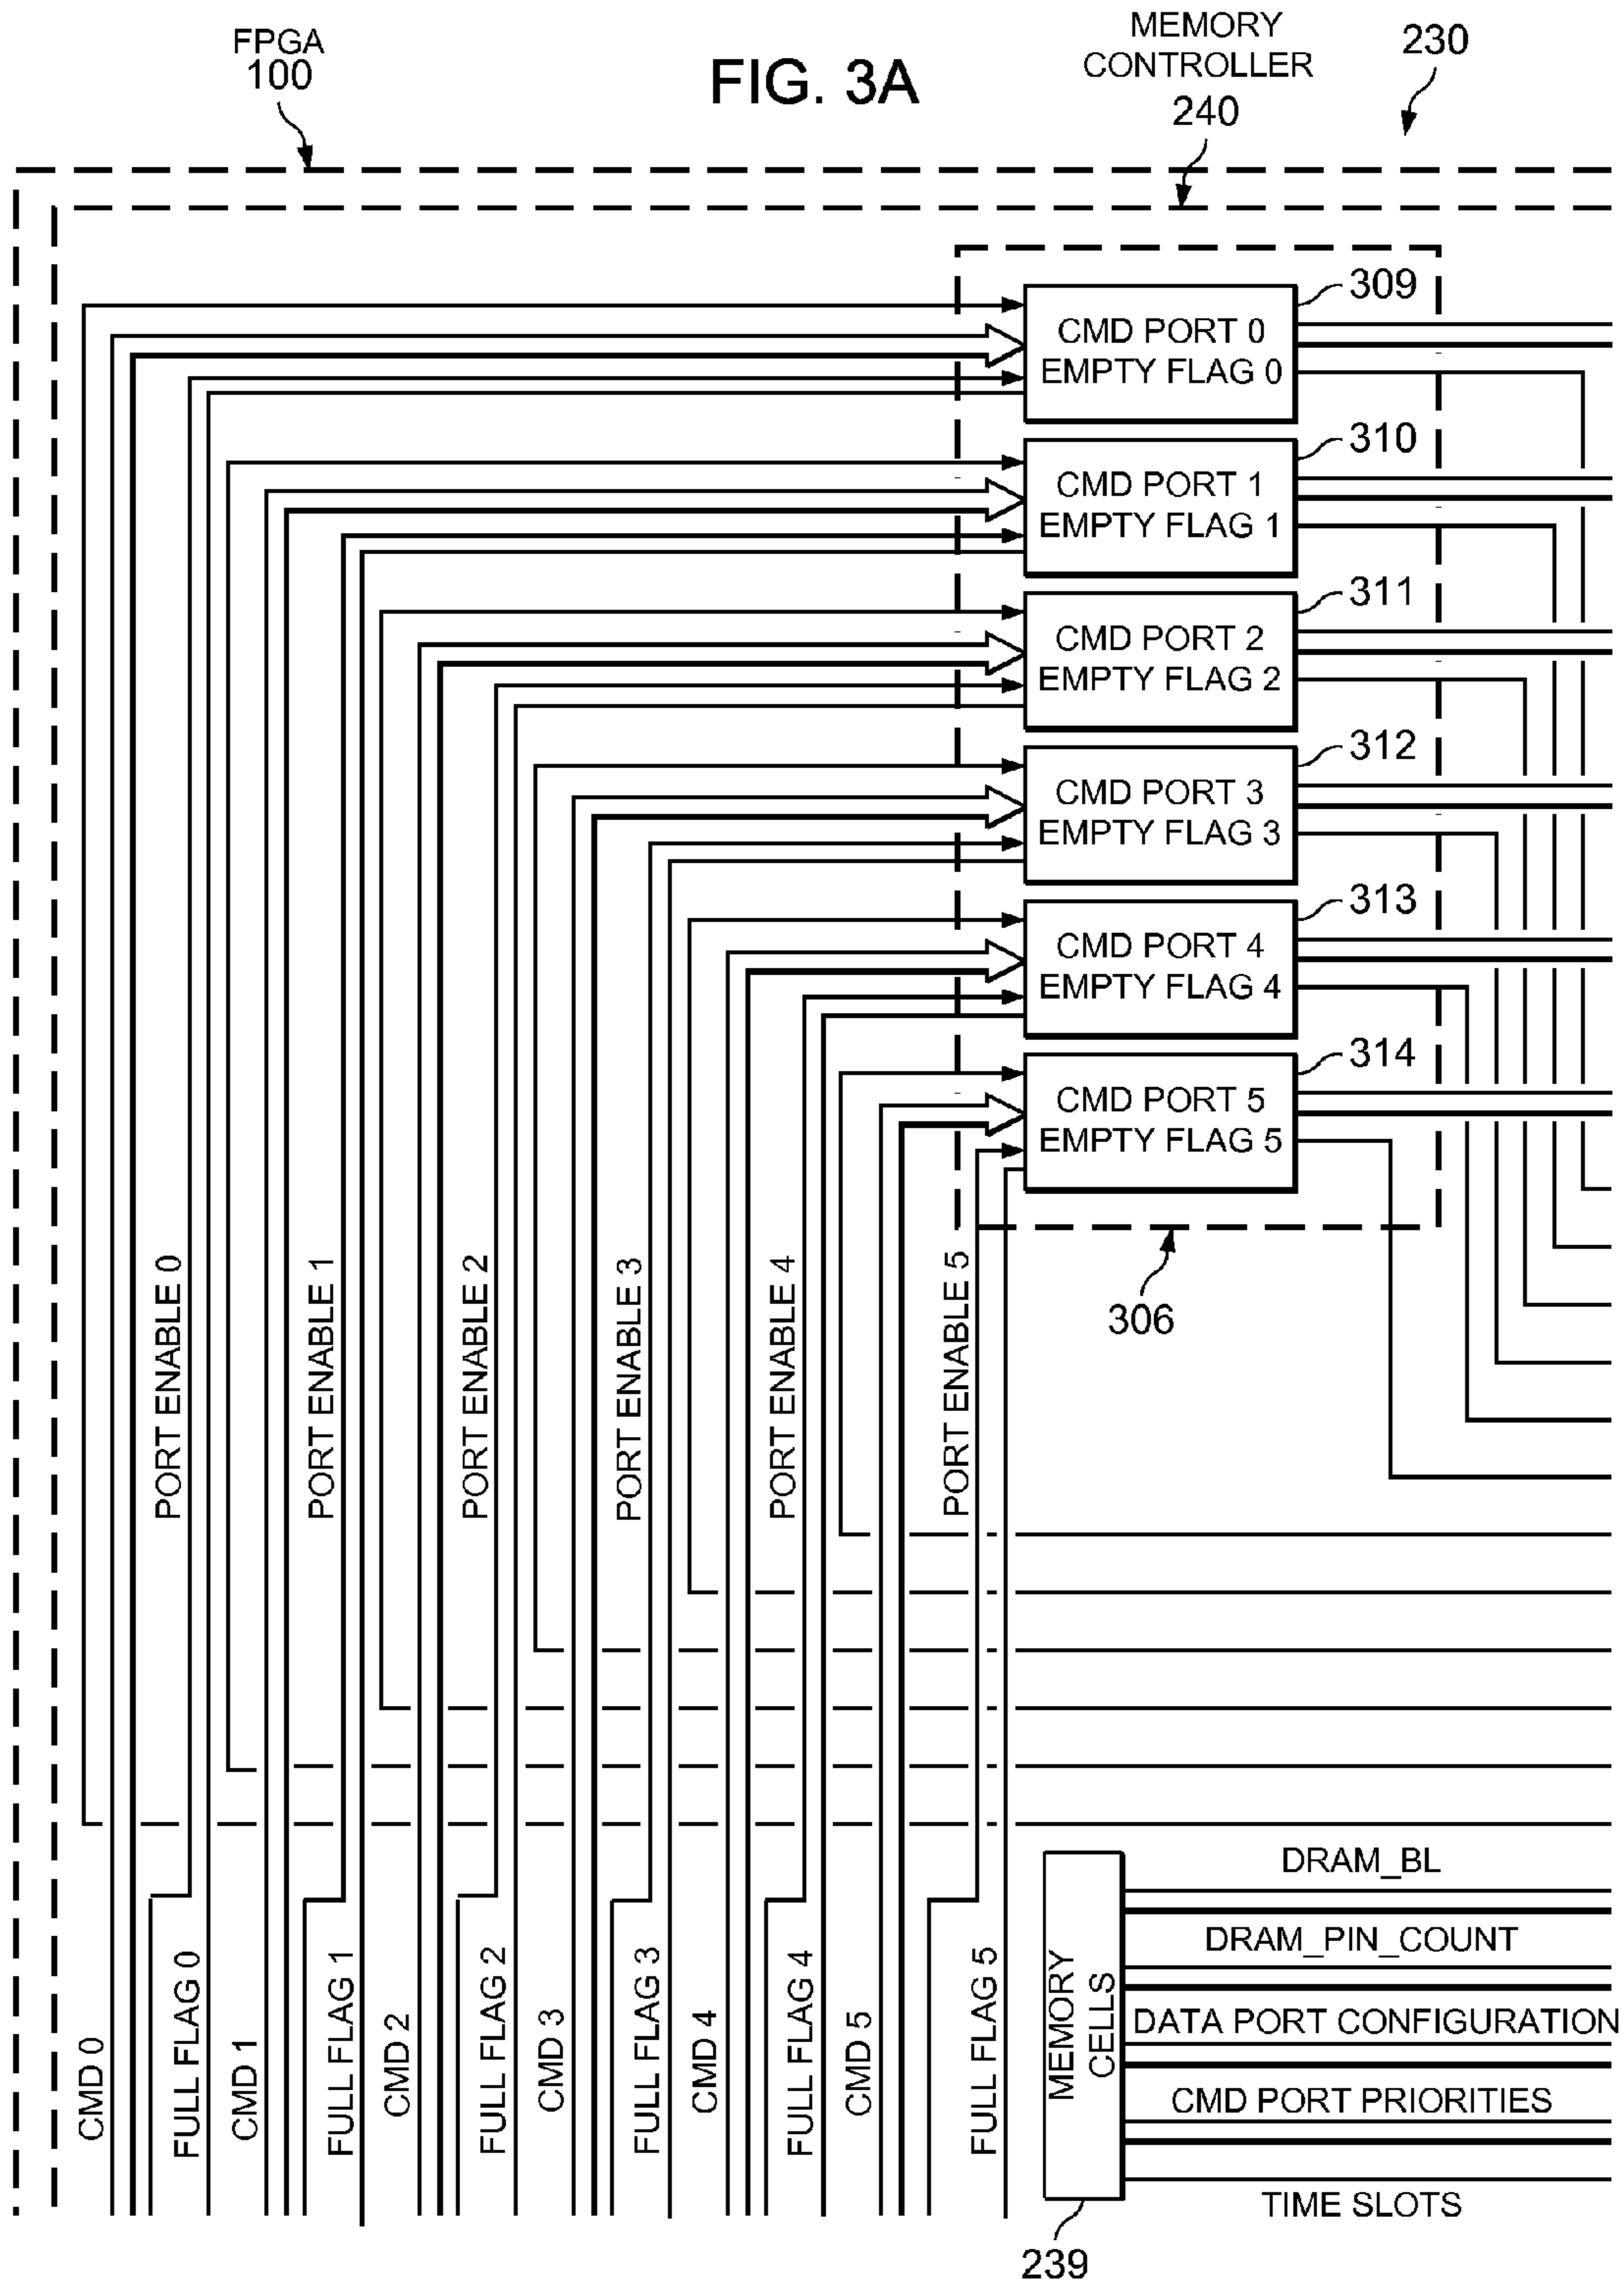 FPGA
100
FIG. 3A
MEMORY
CONTROLLER
240
230
309
CMD PORT 0
EMPTY FLAG 0
310
CMD PORT 1
EMPTY FLAG 1
311
CMD PORT 2
EMPTY FLAG 2
312
CMD PORT 3
EMPTY FLAG 3
313
CMD PORT 4
EMPTY FLAG 4
314
CMD PORT 5
EMPTY FLAG 5
306
PORT ENABLE 0
PORT ENABLE 1
PORT ENABLE 2
PORT ENABLE 3
PORT ENABLE 4
PORT ENABLE 5
CMD 0
FULL FLAG 0
CMD 1
FULL FLAG 1
CMD 2
FULL FLAG 2
CMD 3
FULL FLAG 3
CMD 4
FULL FLAG 4
CMD 5
FULL FLAG 5
MEMORY
CELLS
239
DRAM_BL
DRAM_PIN_COUNT
DATA PORT CONFIGURATION
CMD PORT PRIORITIES
TIME SLOTS